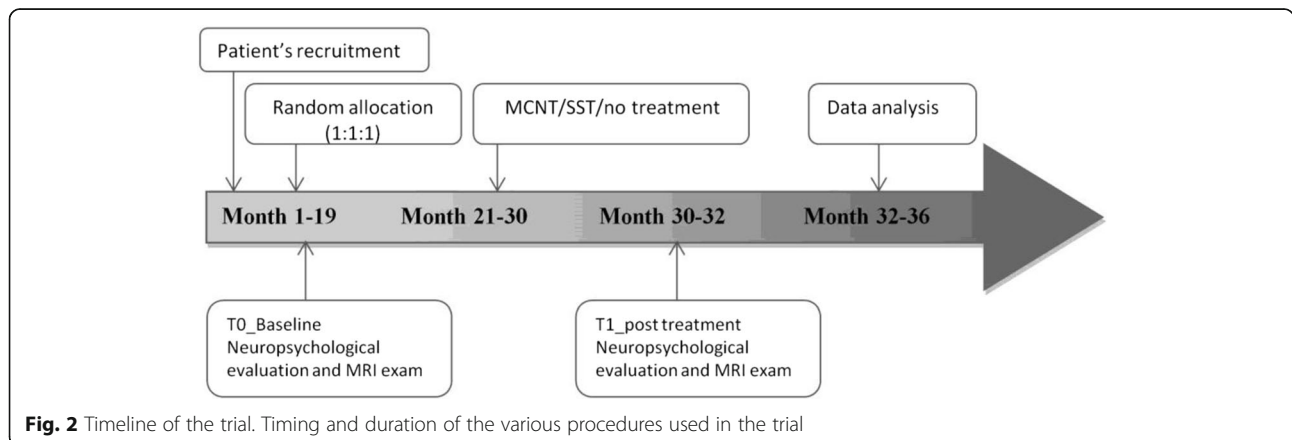 Patient's recruitment
Random allocation
(1:1:1)
MCNT/SST/no treatment
Data analysis
Month 1-19
Month 21-30
Month 30-32
Month 32-36
T0_Baseline
Neuropsychological
evaluation and MRI exam
T1_post treatment
Neuropsychological
evaluation and MRI exam
Fig. 2 Timeline of the trial. Timing and duration of the various procedures used in the trial